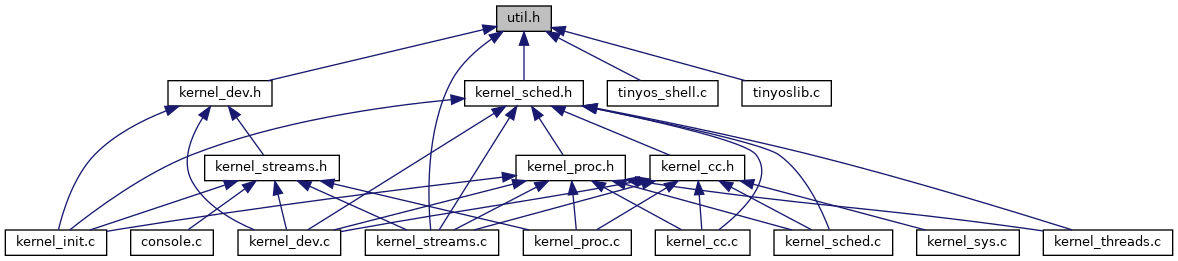 util.h
kernel_dev.h
kernel_sched.h
tinyos_shell.c
tinyoslib.c
kernel_streams.h
kernel_proc.h
kernel_cc.h
kernel_init.c
console.c
kernel_dev.c
kernel_streams.c
kernel_proc.c
kernel_cc.c
kernel_sched.c
kernel_sys.c
kernel_threads.c